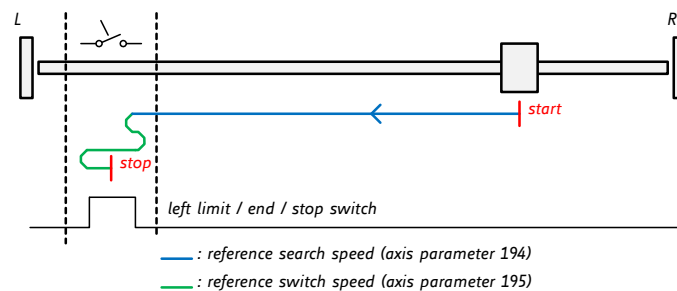 L
R
start
stop
left limit / end / stop switch
: reference search speed (axis parameter 194)
: reference switch speed (axis parameter 195)